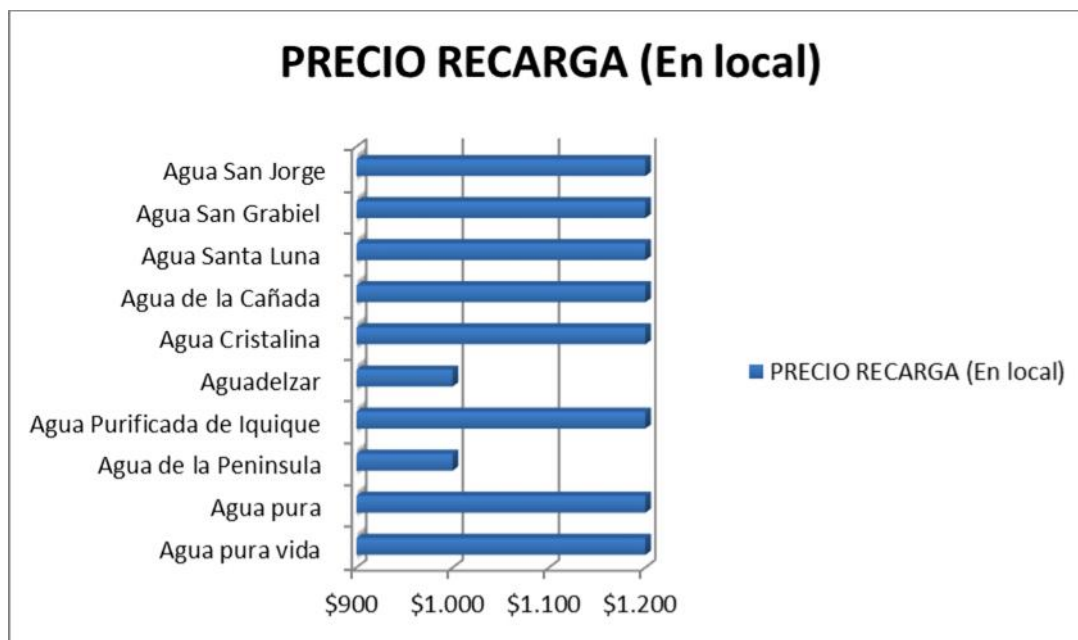 PRECIO RECARGA (En local)
Agua San Jorge
Agua San Grabiel
Agua Santa Luna
Agua de la Cañada
Agua Cristalina
Aguadelzar
Agua Purificada de Iquique
Agua de la Peninsula
Agua pura
Agua pura vida
$900 $1.000 $1.100 $1.200
PRECIO RECARGA (En local)